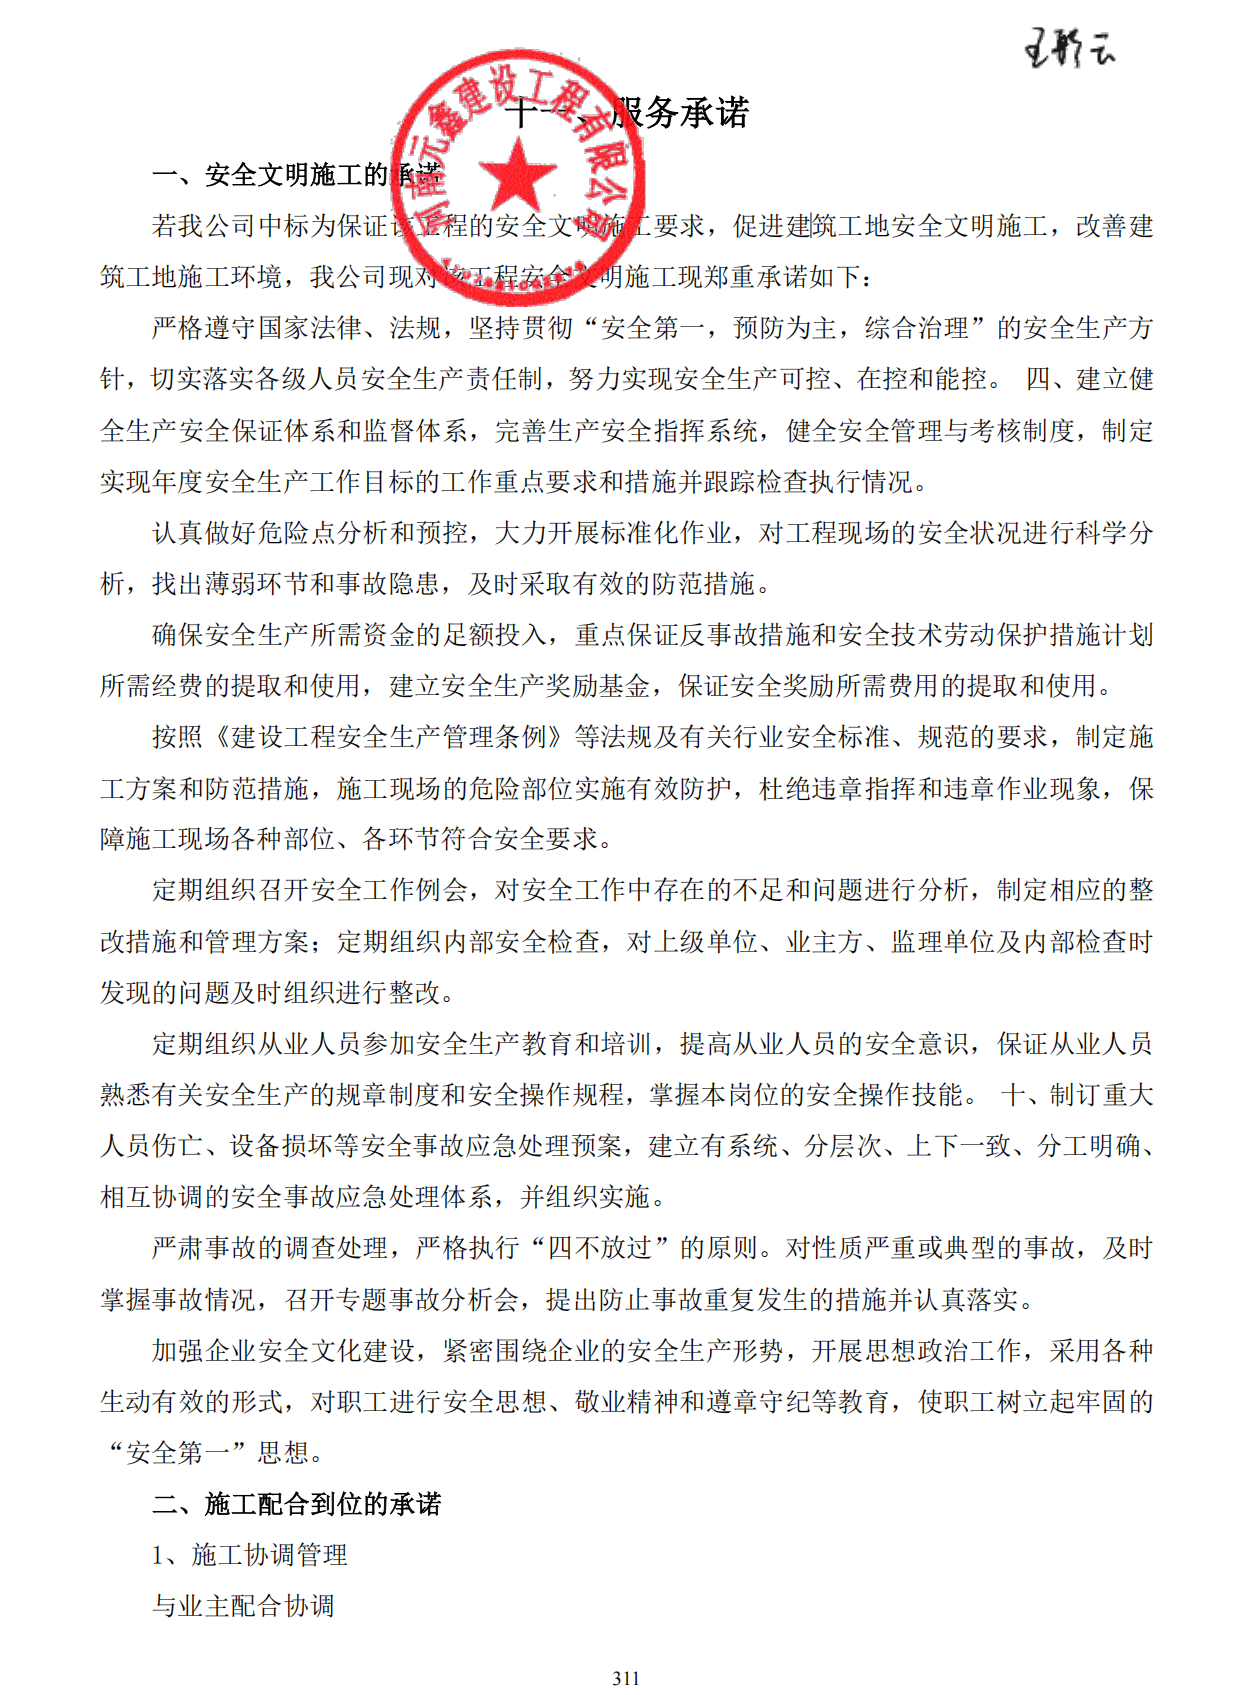 十一、服务承诺
河南元鑫建设工程有限公司
一、安全文明施工的承诺
若我公司中标为保证该工程的安全文明施工要求，促进建筑工地安全文明施工，改善建
筑工地施工环境，我公司现对该工程安全文明施工现郑重承诺如下：
严格遵守国家法律、法规，坚持贯彻“安全第一，预防为主，综合治理”的安全生产方
针，切实落实各级人员安全生产责任制，努力实现安全生产可控、在控和能控。 四、建立健
全生产安全保证体系和监督体系，完善生产安全指挥系统，健全安全管理与考核制度，制定
实现年度安全生产工作目标的工作重点要求和措施并跟踪检查执行情况。
认真做好危险点分析和预控，大力开展标准化作业，对工程现场的安全状况进行科学分
析，找出薄弱环节和事故隐患，及时采取有效的防范措施。
确保安全生产所需资金的足额投入，重点保证反事故措施和安全技术劳动保护措施计划
所需经费的提取和使用，建立安全生产奖励基金，保证安全奖励所需费用的提取和使用。
按照《建设工程安全生产管理条例》等法规及有关行业安全标准、规范的要求，制定施
工方案和防范措施，施工现场的危险部位实施有效防护，杜绝违章指挥和违章作业现象，保
障施工现场各种部位、各环节符合安全要求。
定期组织召开安全工作例会，对安全工作中存在的不足和问题进行分析，制定相应的整
改措施和管理方案；定期组织内部安全检查，对上级单位、业主方、监理单位及内部检查时
发现的问题及时组织进行整改。
定期组织从业人员参加安全生产教育和培训，提高从业人员的安全意识，保证从业人员
熟悉有关安全生产的规章制度和安全操作规程，掌握本岗位的安全操作技能。 十、制订重大
人员伤亡、设备损坏等安全事故应急处理预案，建立有系统、分层次、上下一致、分工明确、
相互协调的安全事故应急处理体系，并组织实施。
严肃事故的调查处理，严格执行“四不放过”的原则。对性质严重或典型的事故，及时
掌握事故情况，召开专题事故分析会，提出防止事故重复发生的措施并认真落实。
加强企业安全文化建设，紧密围绕企业的安全生产形势，开展思想政治工作，采用各种
生动有效的形式，对职工进行安全思想、敬业精神和遵章守纪等教育，使职工树立起牢固的
“安全第一”思想。
二、施工配合到位的承诺
1、施工协调管理
与业主配合协调
311